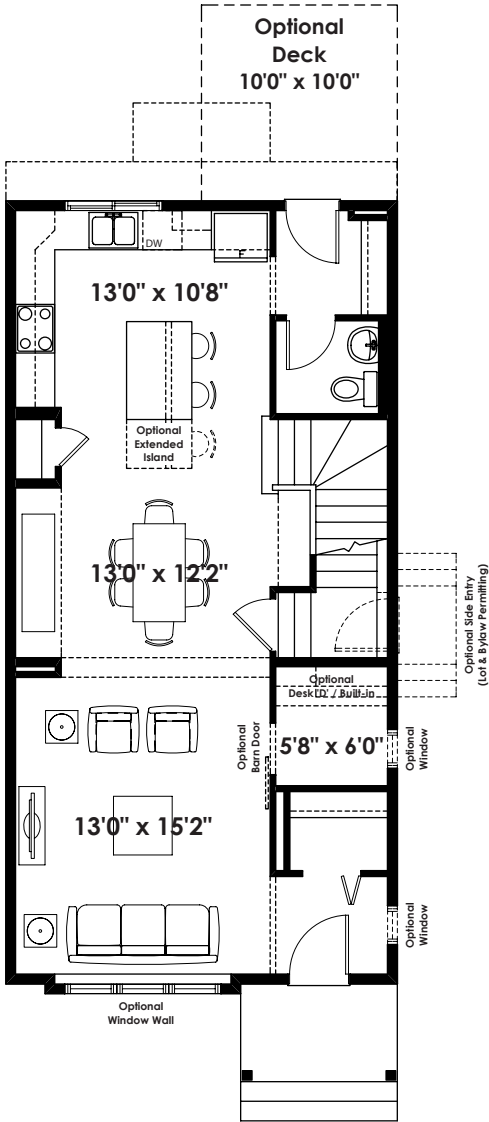 Optional
Deck
10'0" x 10'0"
DW
F
13'0" x 10'8"
Optional
Extended
Island
13'0" x 12'2"
Optional Side Entry
(Lot & Bylaw Permitting)
Optional
Desk 'D' / Built-in
Optional
Barn Door
5'8" x 6'0"
Optional
Window
13'0" x 15'2"
Optional
Window
Optional
Window Wall